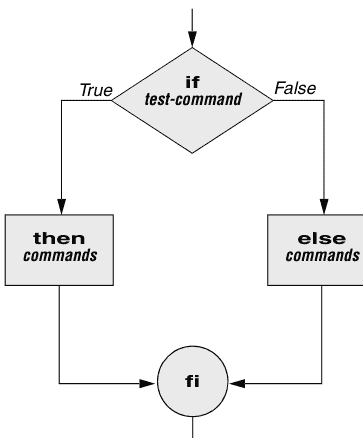 if
test-command
True
False
then
commands
else
commands
fi